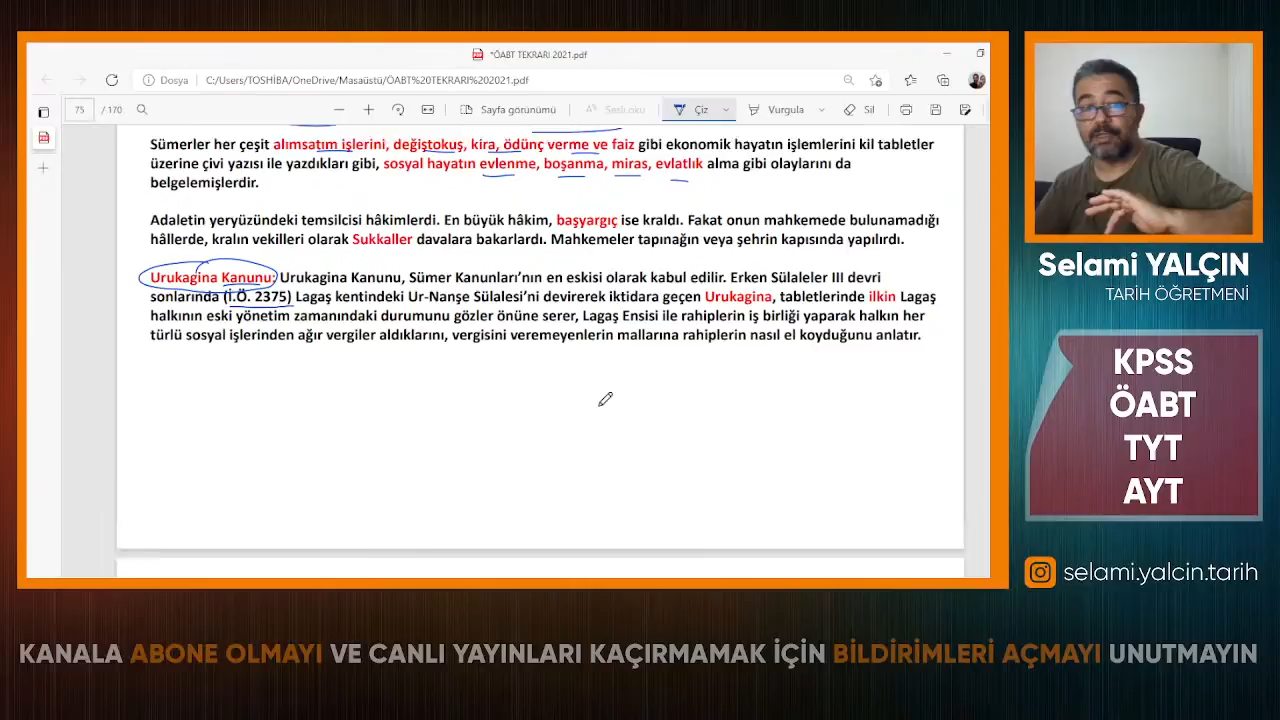 *ÖABT TEKRARI 2021.pdf
Dosya C:/Users/TOSHİBA/OneDrive/Masaüstü/ÖABT%20TEKRARI%202021.pdf
75 / 170 Sayfa görünümü Sesli oku Çiz Vurgula Sil
Sümerler her çeşit alımsatım işlerini, değiştokuş, kira, ödünç verme ve faiz gibi ekonomik hayatın işlemlerini kil tabletler
üzerine çivi yazısı ile yazdıkları gibi, sosyal hayatın evlenme, boşanma, miras, evlatlık alma gibi olaylarını da
belgelemişlerdir.
Adaletin yeryüzündeki temsilcisi hâkimlerdi. En büyük hâkim, başyargıç ise kraldı. Fakat onun mahkemede bulunamadığı
hâllerde, kralın vekilleri olarak Sukkaller davalara bakarlardı. Mahkemeler tapınağın veya şehrin kapısında yapılırdı.
Urukagina Kanunu: Urukagina Kanunu, Sümer Kanunları’nın en eskisi olarak kabul edilir. Erken Sülaleler III devri
sonlarında (İ.Ö. 2375) Lagaş kentindeki Ur-Nanşe Sülalesi’ni devirerek iktidara geçen Urukagina, tabletlerinde ilkin Lagaş
halkının eski yönetim zamanındaki durumunu gözler önüne serer, Lagaş Ensisi ile rahiplerin iş birliği yaparak halkın her
türlü sosyal işlerinden ağır vergiler aldıklarını, vergisini veremeyenlerin mallarına rahiplerin nasıl el koyduğunu anlatır.
Selami YALÇIN
TARİH ÖĞRETMENİ
KPSS
ÖABT
TYT
AYT
selami.yalcin.tarih
KANALA ABONE OLMAYI VE CANLI YAYINLARI KAÇIRMAMAK İÇİN BİLDİRİMLERİ AÇMAYI UNUTMAYIN